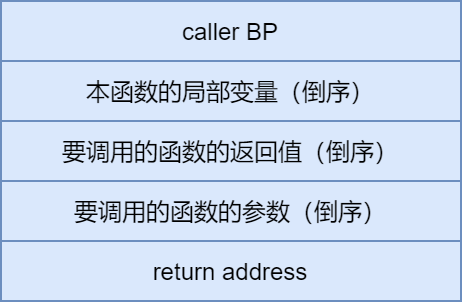 caller BP
本函数的局部变量（倒序）
要调用的函数的返回值（倒序）
要调用的函数的参数（倒序）
return address